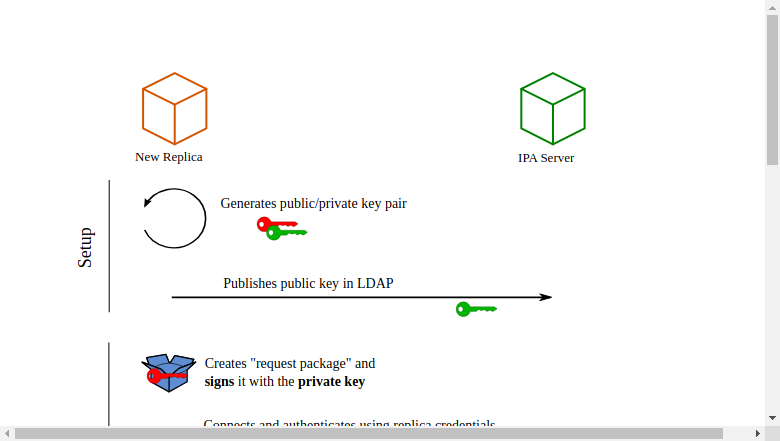 New Replica
IPA Server
Setup
Generates public/private key pair
Publishes public key in LDAP
Creates "request package" and
signs it with the private key
Connects and authenticates using replica credentials